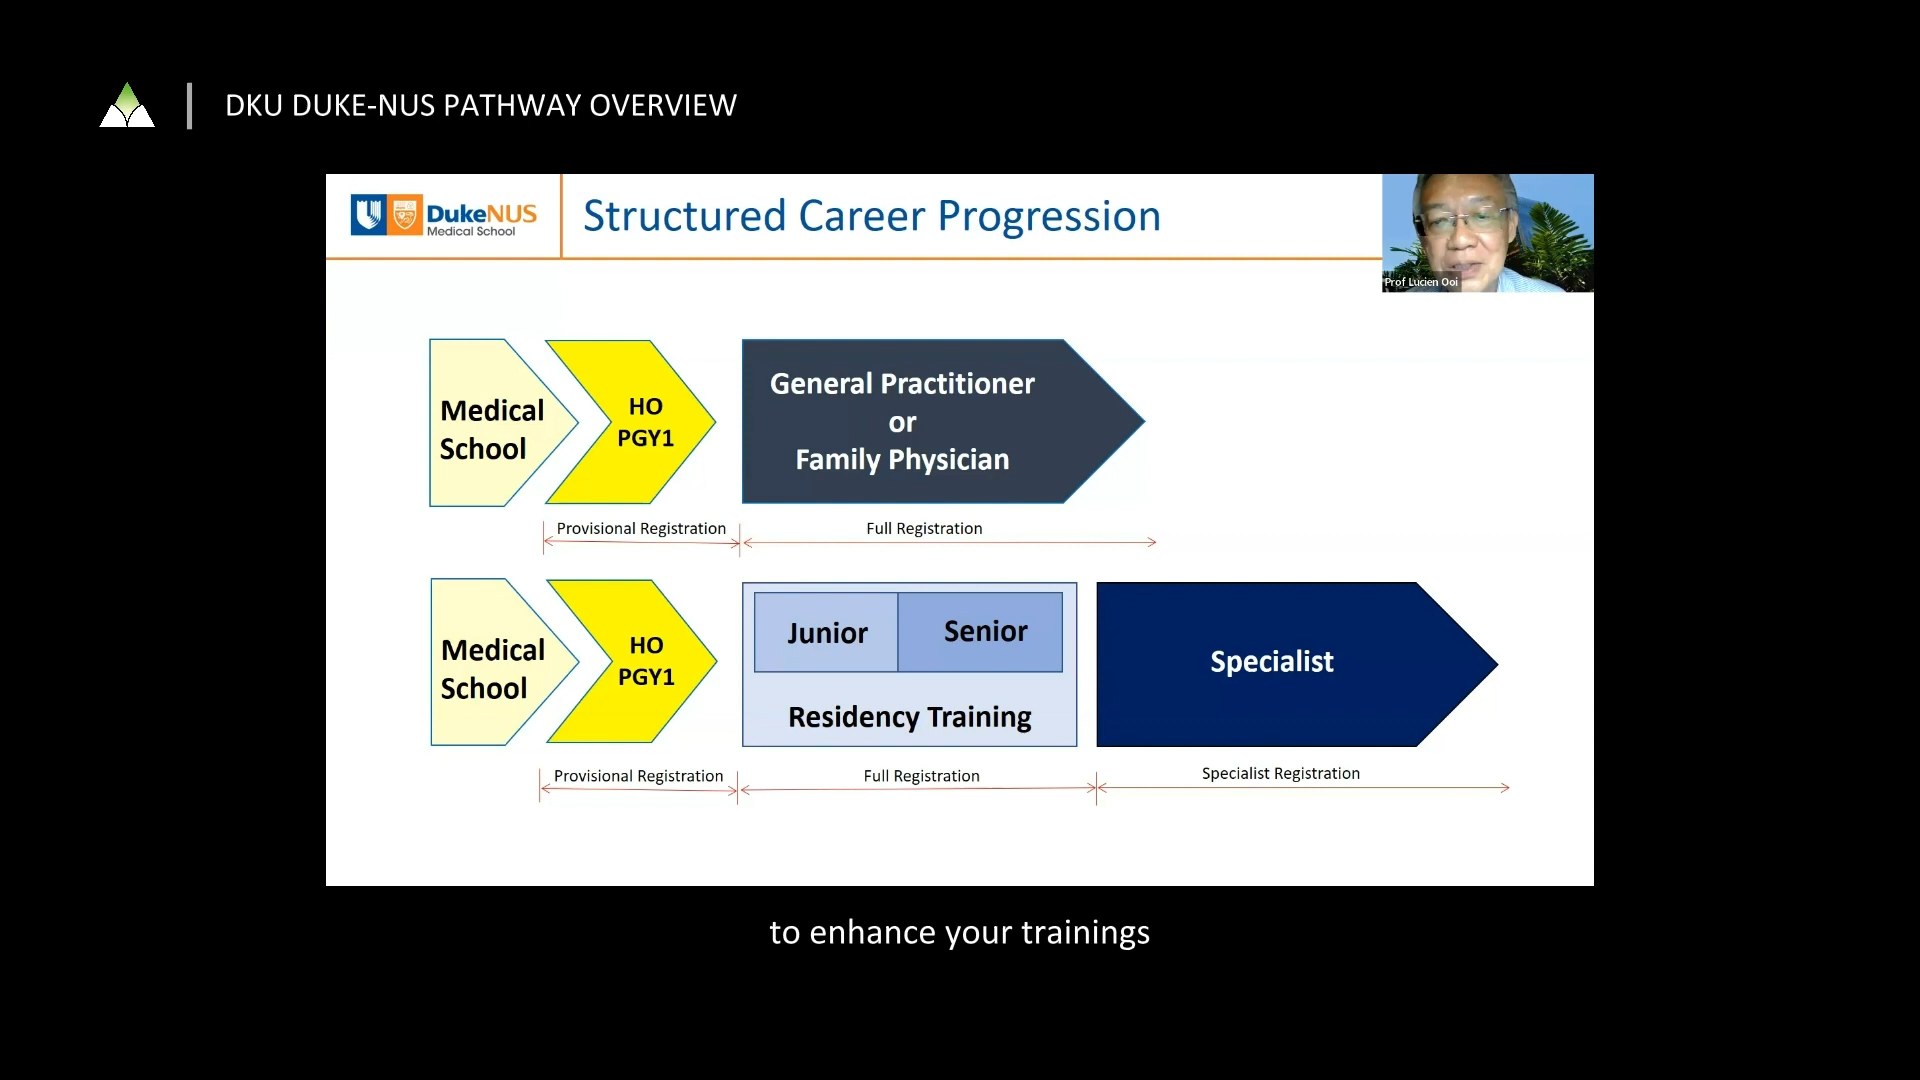 DKU DUKE-NUS PATHWAY OVERVIEW
DukeNUS
Medical School
Structured Career Progression
Prof Lucien Ooi
Medical
School
HO
PGY1
General Practitioner
or
Family Physician
Provisional Registration
Full Registration
Medical
School
HO
PGY1
Junior
Senior
Residency Training
Specialist
Provisional Registration
Full Registration
Specialist Registration
to enhance your trainings